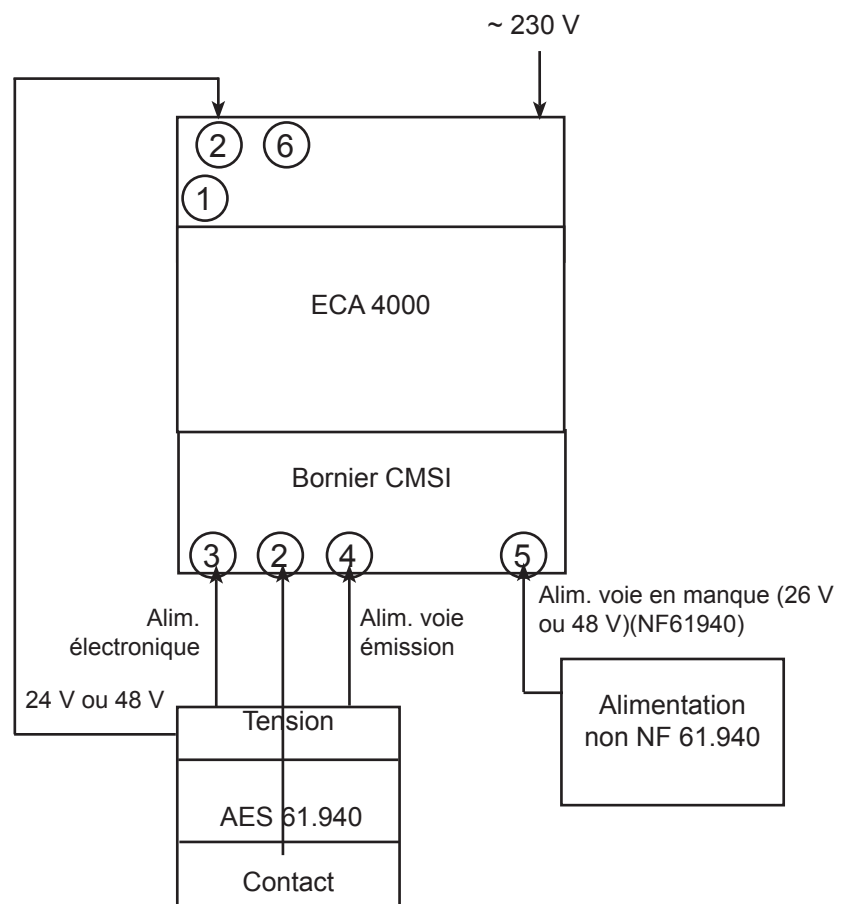 ~ 230 V
2 6
1
ECA 4000
Bornier CMSI
3 2 4 5
Alim.
électronique
Alim. voie
émission
Alim. voie en manque (26 V
ou 48 V)(NF61940)
24 V ou 48 V
Tension
Alimentation
non NF 61.940
AES 61.940
Contact